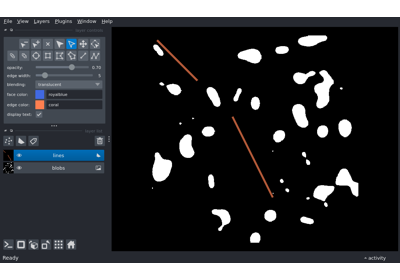 File View Layers Plugins Window Help
opacity: 0.70
edge width: 5
blending: translucent
face color: royalblue
edge color: coral
display text:
lines
blobs
Ready
activity